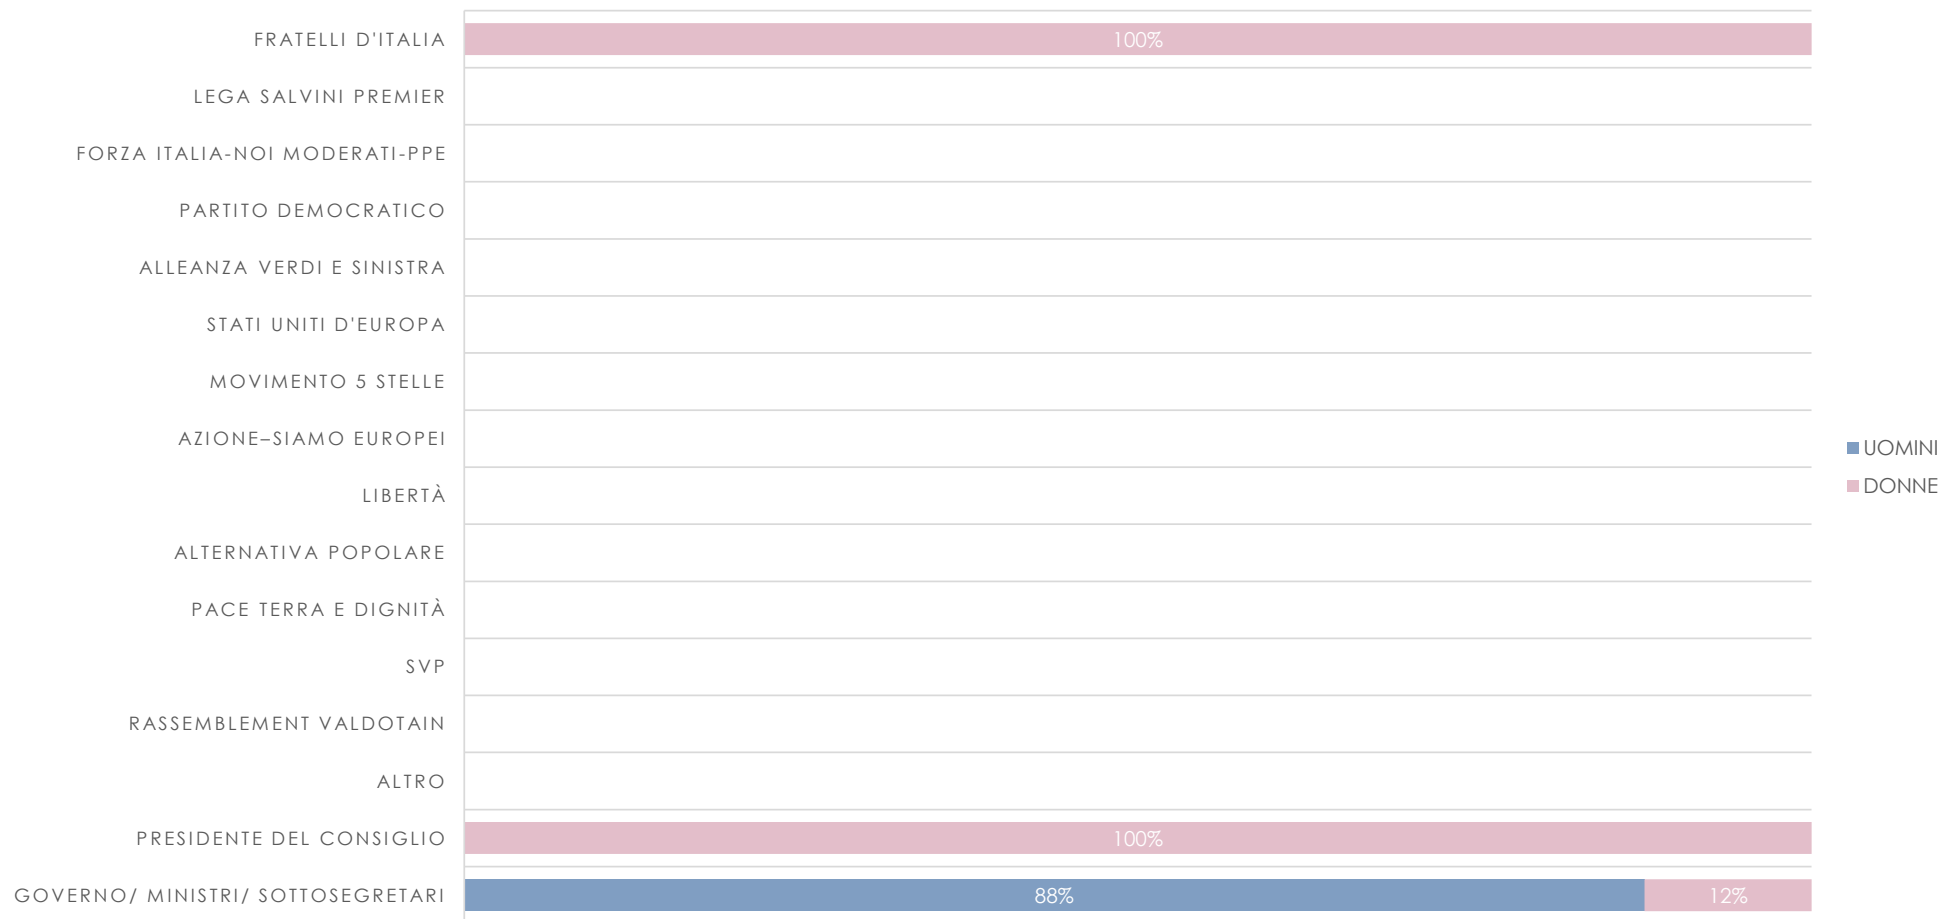 FRATELLI D'ITALIA 100%
LEGA SALVINI PREMIER
FORZA ITALIA-NOI MODERATI-PPE
PARTITO DEMOCRATICO
ALLEANZA VERDI E SINISTRA
STATI UNITI D'EUROPA
MOVIMENTO 5 STELLE
AZIONE–SIAMO EUROPEI
LIBERTÀ
ALTERNATIVA POPOLARE
PACE TERRA E DIGNITÀ
SVP
RASSEMBLEMENT VALDOTAIN
ALTRO
PRESIDENTE DEL CONSIGLIO 100%
GOVERNO/ MINISTRI/ SOTTOSEGRETARI 88% 12%
UOMINI
DONNE